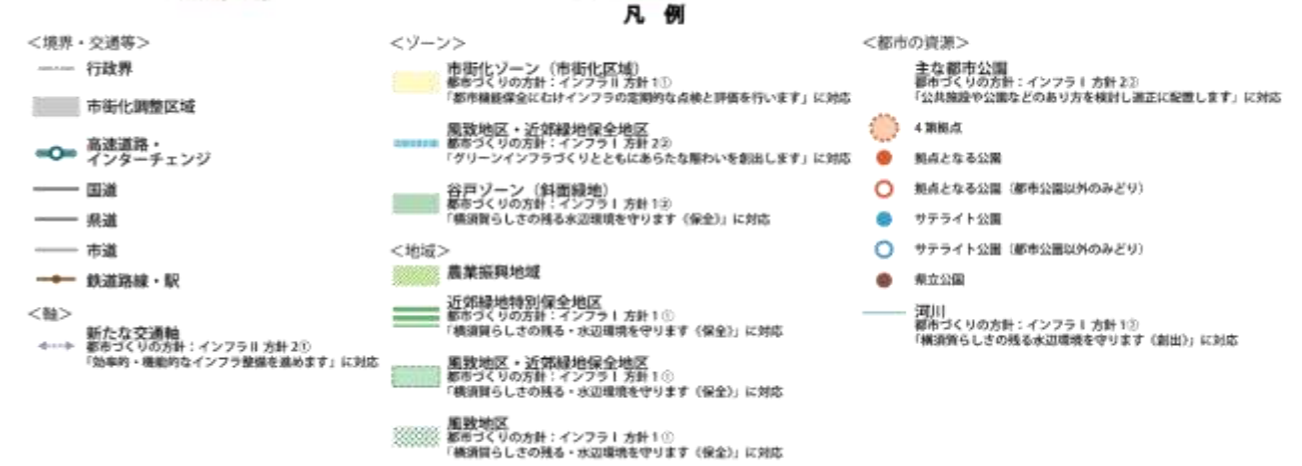 凡 例
＜境界・交通等＞
行政界
市街化調整区域
高速道路・
インターチェンジ
国道
県道
市道
鉄道路線・駅
＜軸＞
新たな交通軸
都市づくりの方針：インフラⅡ 方針 2①
「効率的・機能的なインフラ整備を進めます」に対応
＜ゾーン＞
市街化ゾーン（市街化区域）
都市づくりの方針：インフラⅡ 方針 1①
「都市機能保全にむけインフラの定期的な点検と評価を行います」に対応
風致地区・近郊緑地保全地区
都市づくりの方針：インフラⅠ 方針 2②
「グリーンインフラづくりとともにあらたな賑わいを創出します」に対応
谷戸ゾーン（斜面緑地）
都市づくりの方針：インフラⅠ 方針 1②
「横須賀らしさの残る水辺環境を守ります（保全）」に対応
＜地域＞
農業振興地域
近郊緑地特別保全地区
都市づくりの方針：インフラⅠ 方針 1①
「横須賀らしさの残る・水辺環境を守ります（保全）」に対応
風致地区・近郊緑地保全地区
都市づくりの方針：インフラⅠ 方針 1①
「横須賀らしさの残る・水辺環境を守ります（保全）」に対応
風致地区
都市づくりの方針：インフラⅠ 方針 1①
「横須賀らしさの残る・水辺環境を守ります（保全）」に対応
＜都市の資源＞
主な都市公園
都市づくりの方針：インフラⅠ 方針 2
「公共施設や公園などのあり方を検討し適正に配置します」に対応
4 類拠点
拠点となる公園
拠点となる公園（都市公園以外のみどり）
サテライト公園
サテライト公園（都市公園以外のみどり）
県立公園
河川
都市づくりの方針：インフラⅠ 方針 1②
「横須賀らしさの残る水辺環境を守ります（創出）」に対応